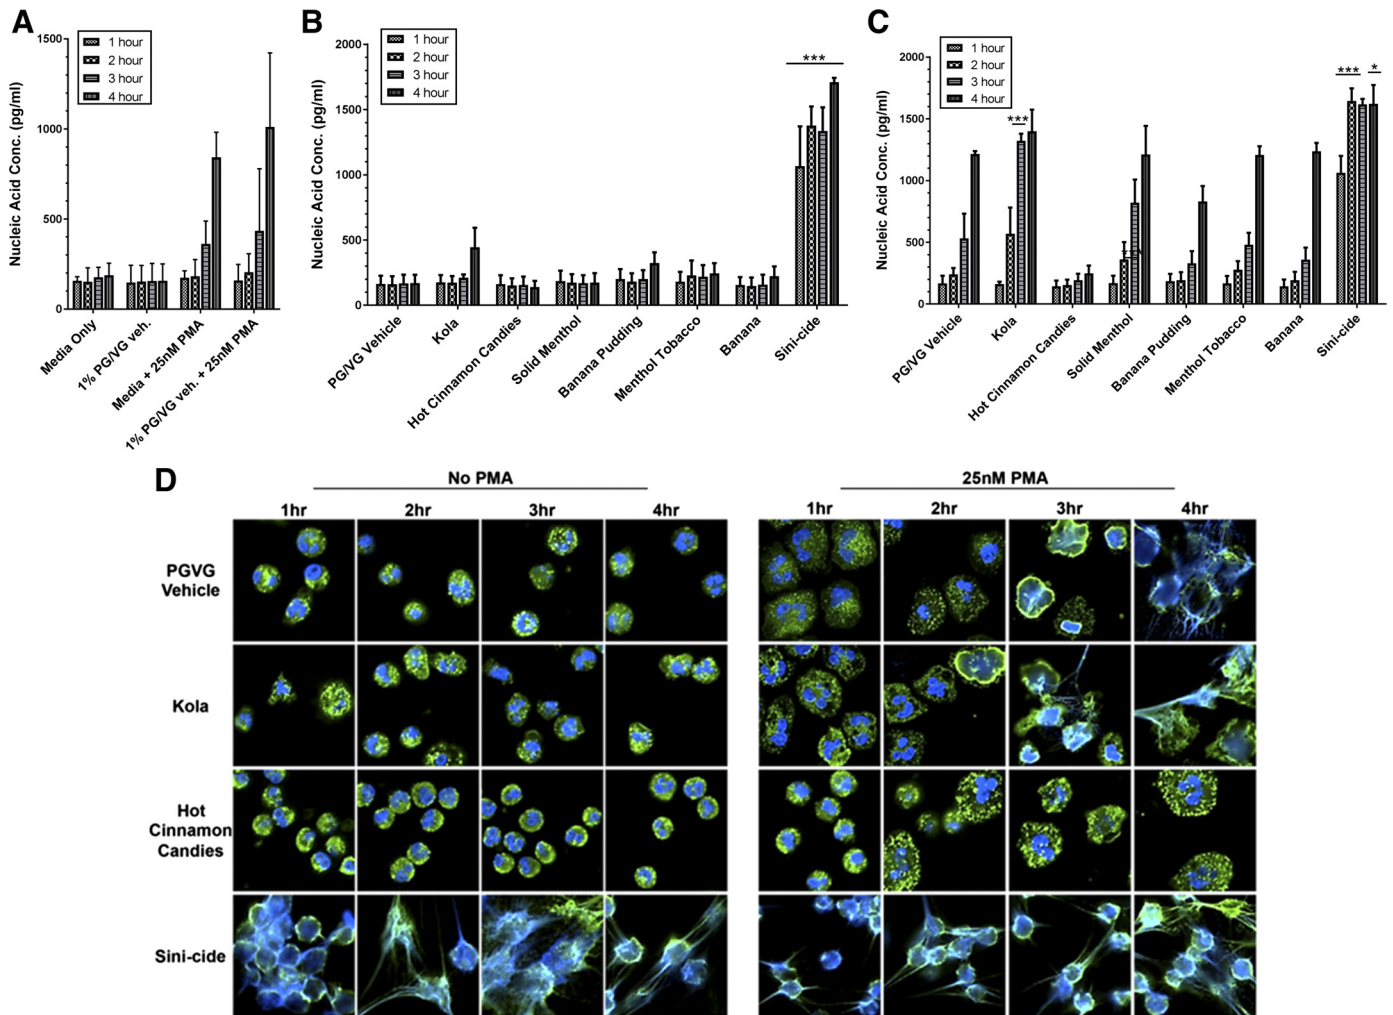 A
Nucleic Acid Conc. (pg/ml)
1500
1000
500
0
1 hour
2 hour
3 hour
4 hour
Media Only
1% PG/VG veh.
Media + 25nM PMA
1% PG/VG veh. + 25nM PMA
B
Nucleic Acid Conc. (pg/ml)
2000
1500
1000
500
0
1 hour
2 hour
3 hour
4 hour
***
PG/VG Vehicle
Kola
Hot Cinnamon Candies
Solid Menthol
Banana Pudding
Menthol Tobacco
Banana
Sini-cide
C
Nucleic Acid Conc. (pg/ml)
2000
1500
1000
500
0
1 hour
2 hour
3 hour
4 hour
***
***
***
*
PG/VG Vehicle
Kola
Hot Cinnamon Candies
Solid Menthol
Banana Pudding
Menthol Tobacco
Banana
Sini-cide
D
No PMA
25nM PMA
1hr 2hr 3hr 4hr
1hr 2hr 3hr 4hr
PGVG
Vehicle
Kola
Hot
Cinnamon
Candies
Sini-cide